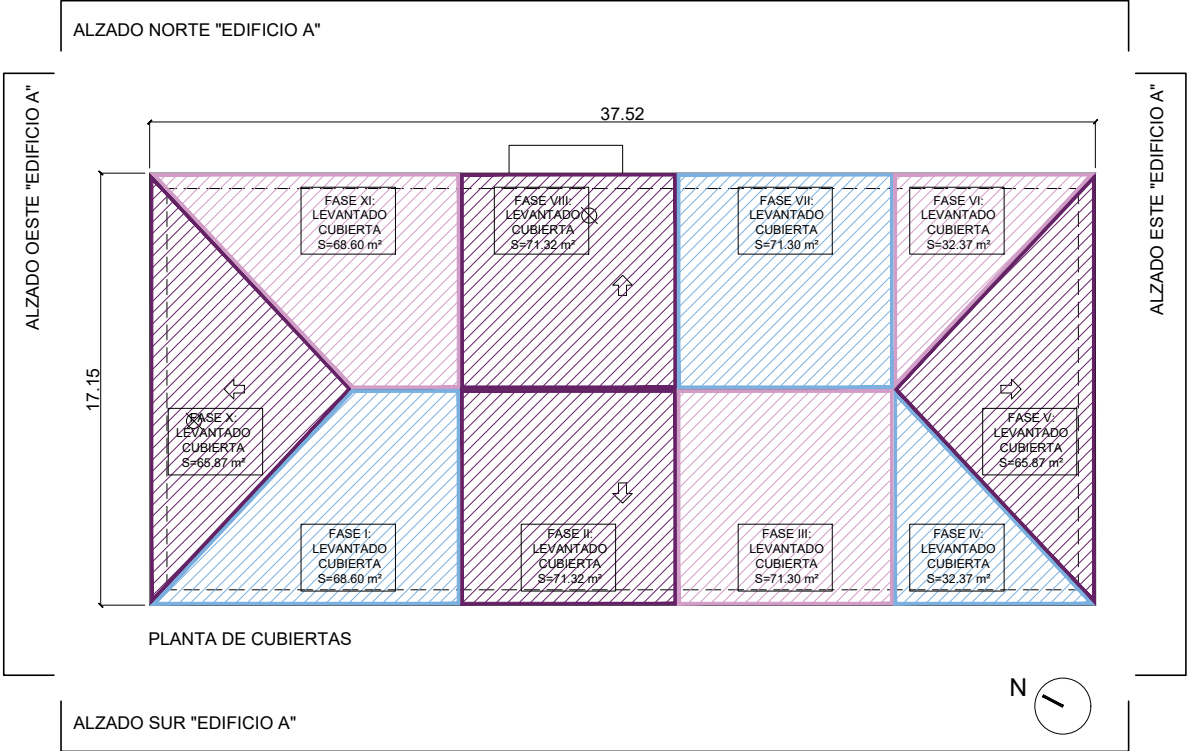 ALZADO NORTE "EDIFICIO A"
ALZADO OESTE "EDIFICIO A"
ALZADO ESTE "EDIFICIO A"
37.52
17.15
FASE XI:
LEVANTADO
CUBIERTA
S=68.60 m²
FASE VIII:
LEVANTADO
CUBIERTA
S=71.32 m²
FASE VII:
LEVANTADO
CUBIERTA
S=71.30 m²
FASE VI:
LEVANTADO
CUBIERTA
S=32.37 m²
FASE X:
LEVANTADO
CUBIERTA
S=65.87 m²
FASE V:
LEVANTADO
CUBIERTA
S=65.87 m²
FASE I:
LEVANTADO
CUBIERTA
S=68.60 m²
FASE II:
LEVANTADO
CUBIERTA
S=71.32 m²
FASE III:
LEVANTADO
CUBIERTA
S=71.30 m²
FASE IV:
LEVANTADO
CUBIERTA
S=32.37 m²
PLANTA DE CUBIERTAS
N
ALZADO SUR "EDIFICIO A"